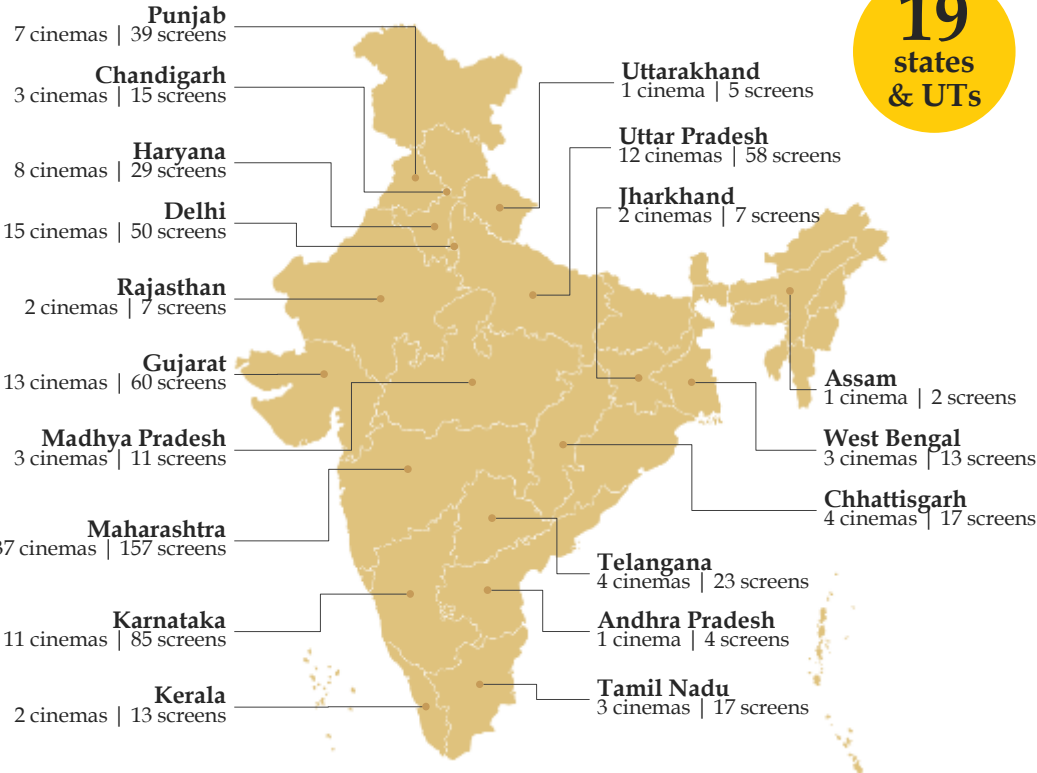 Punjab
7 cinemas | 39 screens
Chandigarh
3 cinemas | 15 screens
Haryana
8 cinemas | 29 screens
Delhi
15 cinemas | 50 screens
Rajasthan
2 cinemas | 7 screens
Gujarat
13 cinemas | 60 screens
Madhya Pradesh
3 cinemas | 11 screens
Maharashtra
37 cinemas | 157 screens
Karnataka
11 cinemas | 85 screens
Kerala
2 cinemas | 13 screens
19
states
& UTs
Uttarakhand
1 cinema | 5 screens
Uttar Pradesh
12 cinemas | 58 screens
Jharkhand
2 cinemas | 7 screens
Assam
1 cinema | 2 screens
West Bengal
3 cinemas | 13 screens
Chhattisgarh
4 cinemas | 17 screens
Telangana
4 cinemas | 23 screens
Andhra Pradesh
1 cinema | 4 screens
Tamil Nadu
3 cinemas | 17 screens